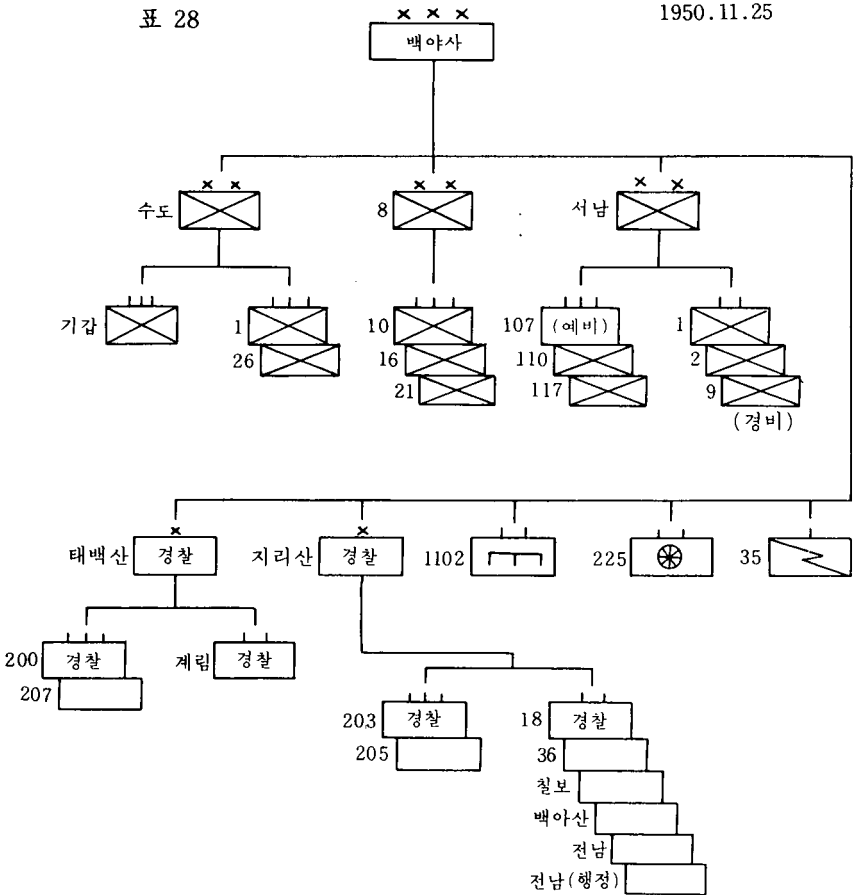 표 28
1950.11.25
× × ×
백야사
수도
8
서남
기갑
1
26
10
16
21
107 (예비)
110
117
1
2
9
(경비)
태백산 경찰
지리산 경찰
1102
225
35
200 경찰
207
계림 경찰
203 경찰
205
18 경찰
36
칠보
백아산
전남
전남(행정)